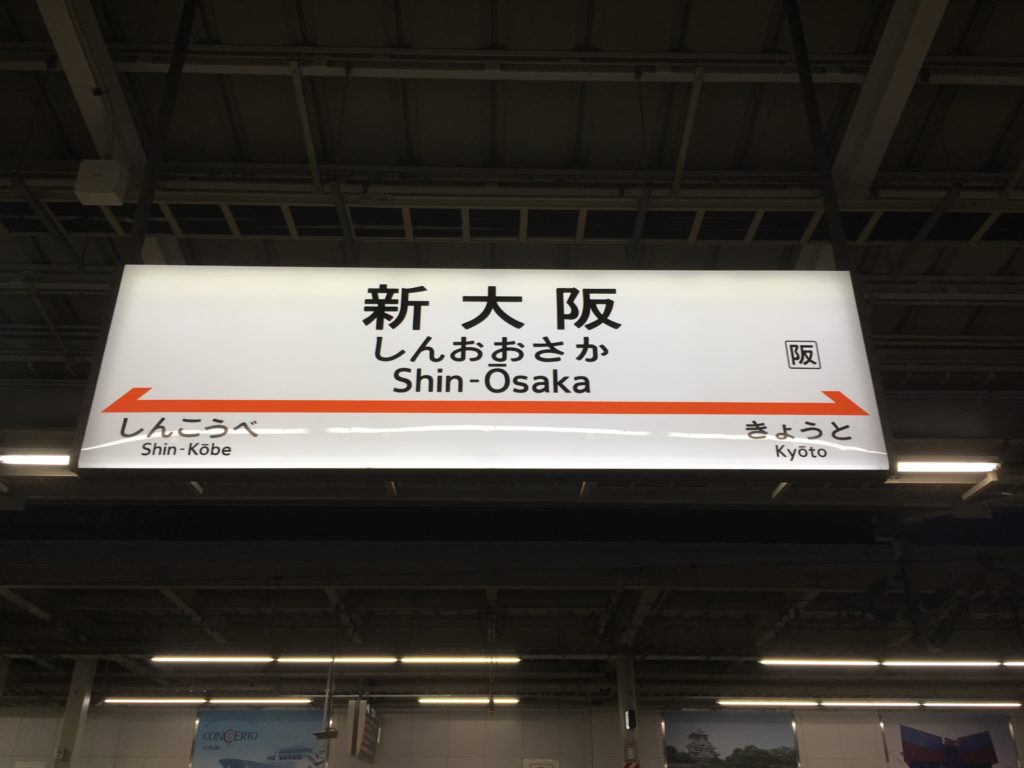 新大阪
しんおおさか
Shin-Ōsaka
阪
しんこうべ
Shin-Kōbe
きょうと
Kyōto
CONCERTO